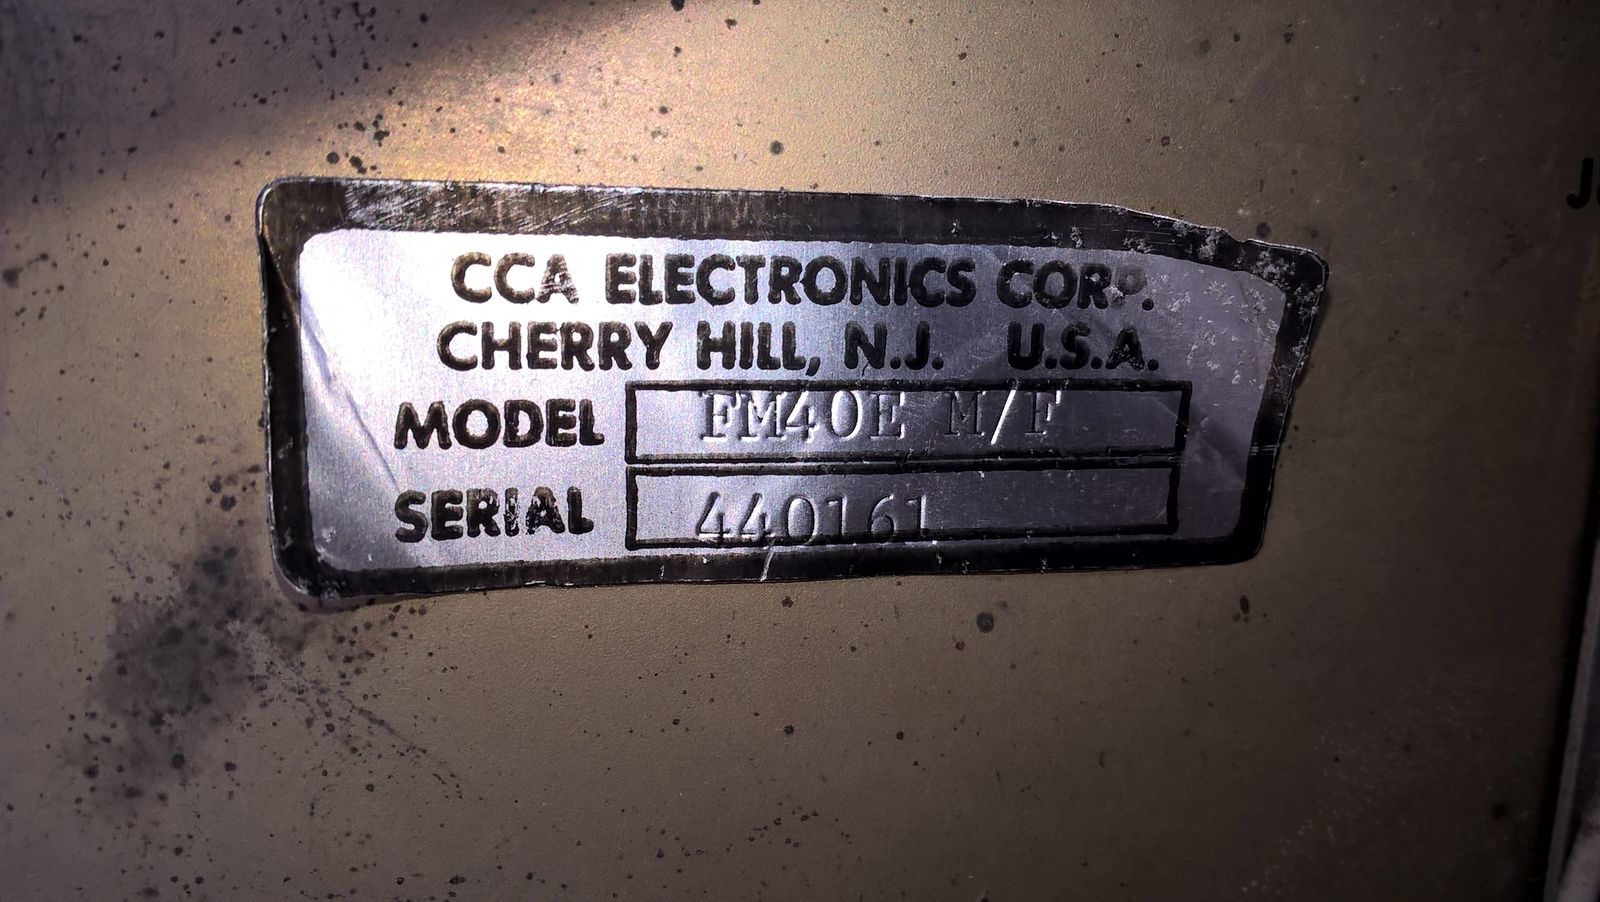 CCA ELECTRONICS CORP.
CHERRY HILL, N.J. U.S.A.
MODEL FM40E M/F
SERIAL 440161